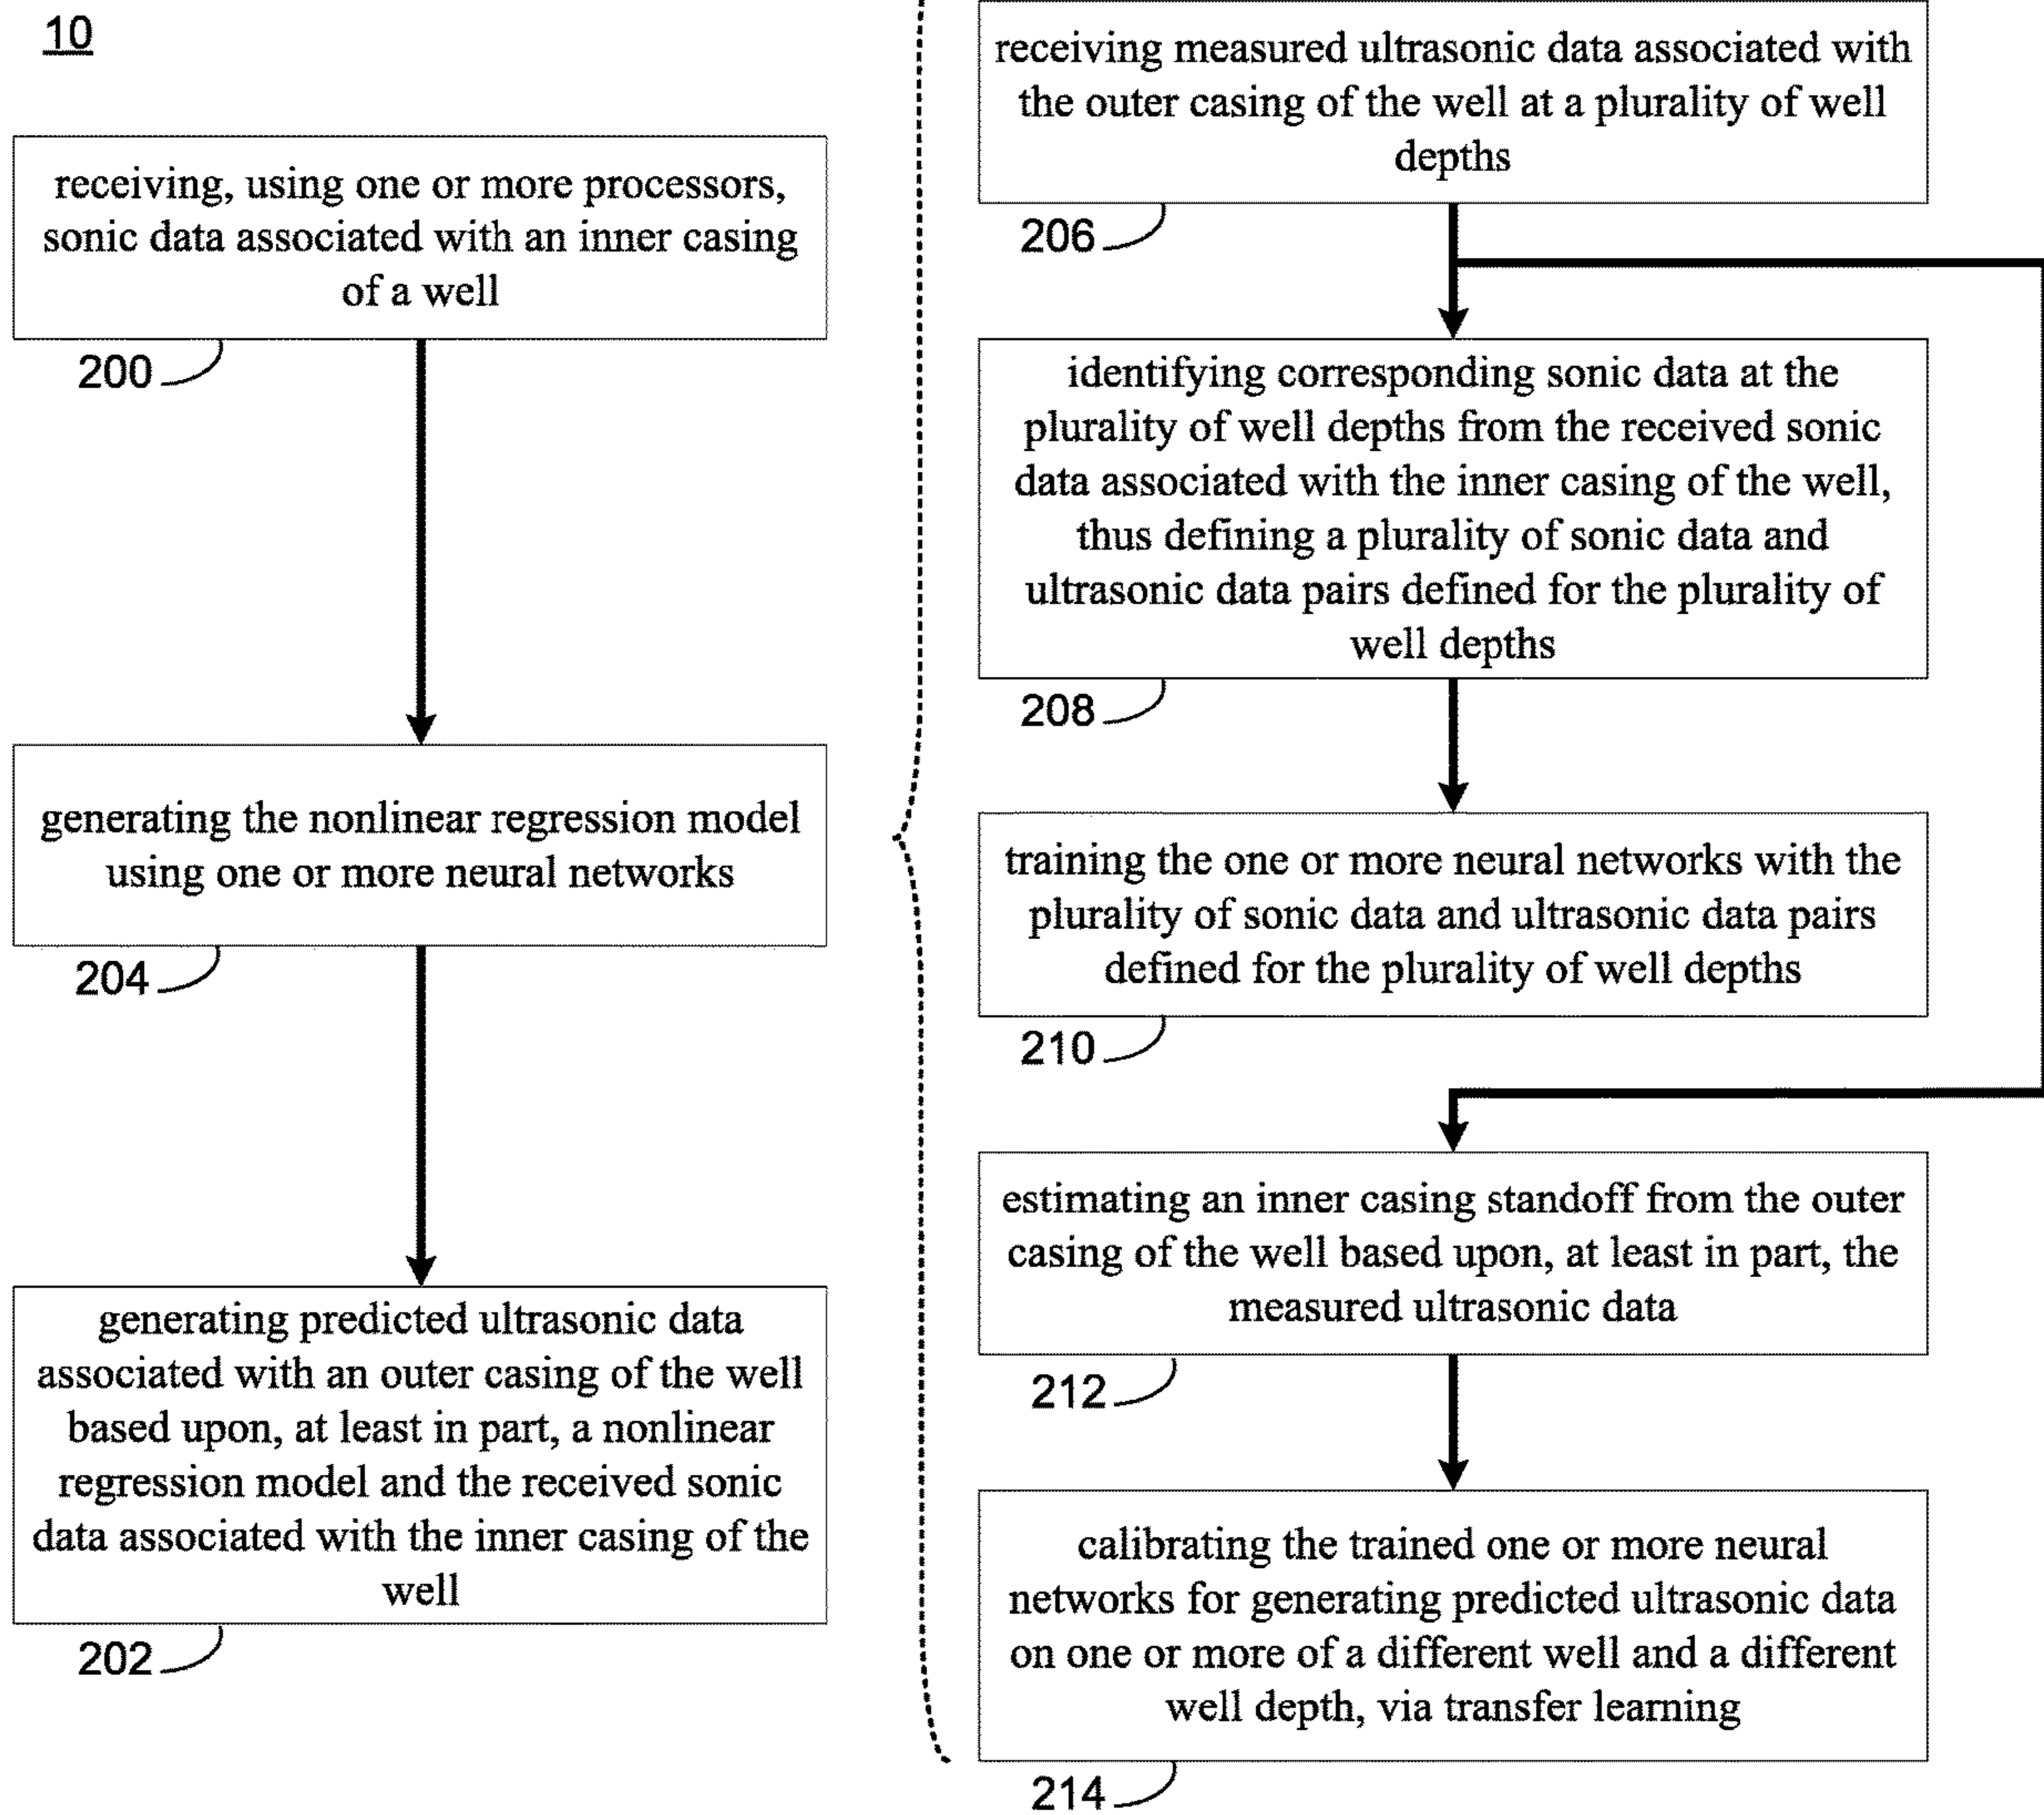 10
receiving, using one or more processors,
sonic data associated with an inner casing
of a well
200
generating the nonlinear regression model
using one or more neural networks
204
generating predicted ultrasonic data
associated with an outer casing of the well
based upon, at least in part, a nonlinear
regression model and the received sonic
data associated with the inner casing of the
well
202
receiving measured ultrasonic data associated with
the outer casing of the well at a plurality of well
depths
206
identifying corresponding sonic data at the
plurality of well depths from the received sonic
data associated with the inner casing of the well,
thus defining a plurality of sonic data and
ultrasonic data pairs defined for the plurality of
well depths
208
training the one or more neural networks with the
plurality of sonic data and ultrasonic data pairs
defined for the plurality of well depths
210
estimating an inner casing standoff from the outer
casing of the well based upon, at least in part, the
measured ultrasonic data
212
calibrating the trained one or more neural
networks for generating predicted ultrasonic data
on one or more of a different well and a different
well depth, via transfer learning
214